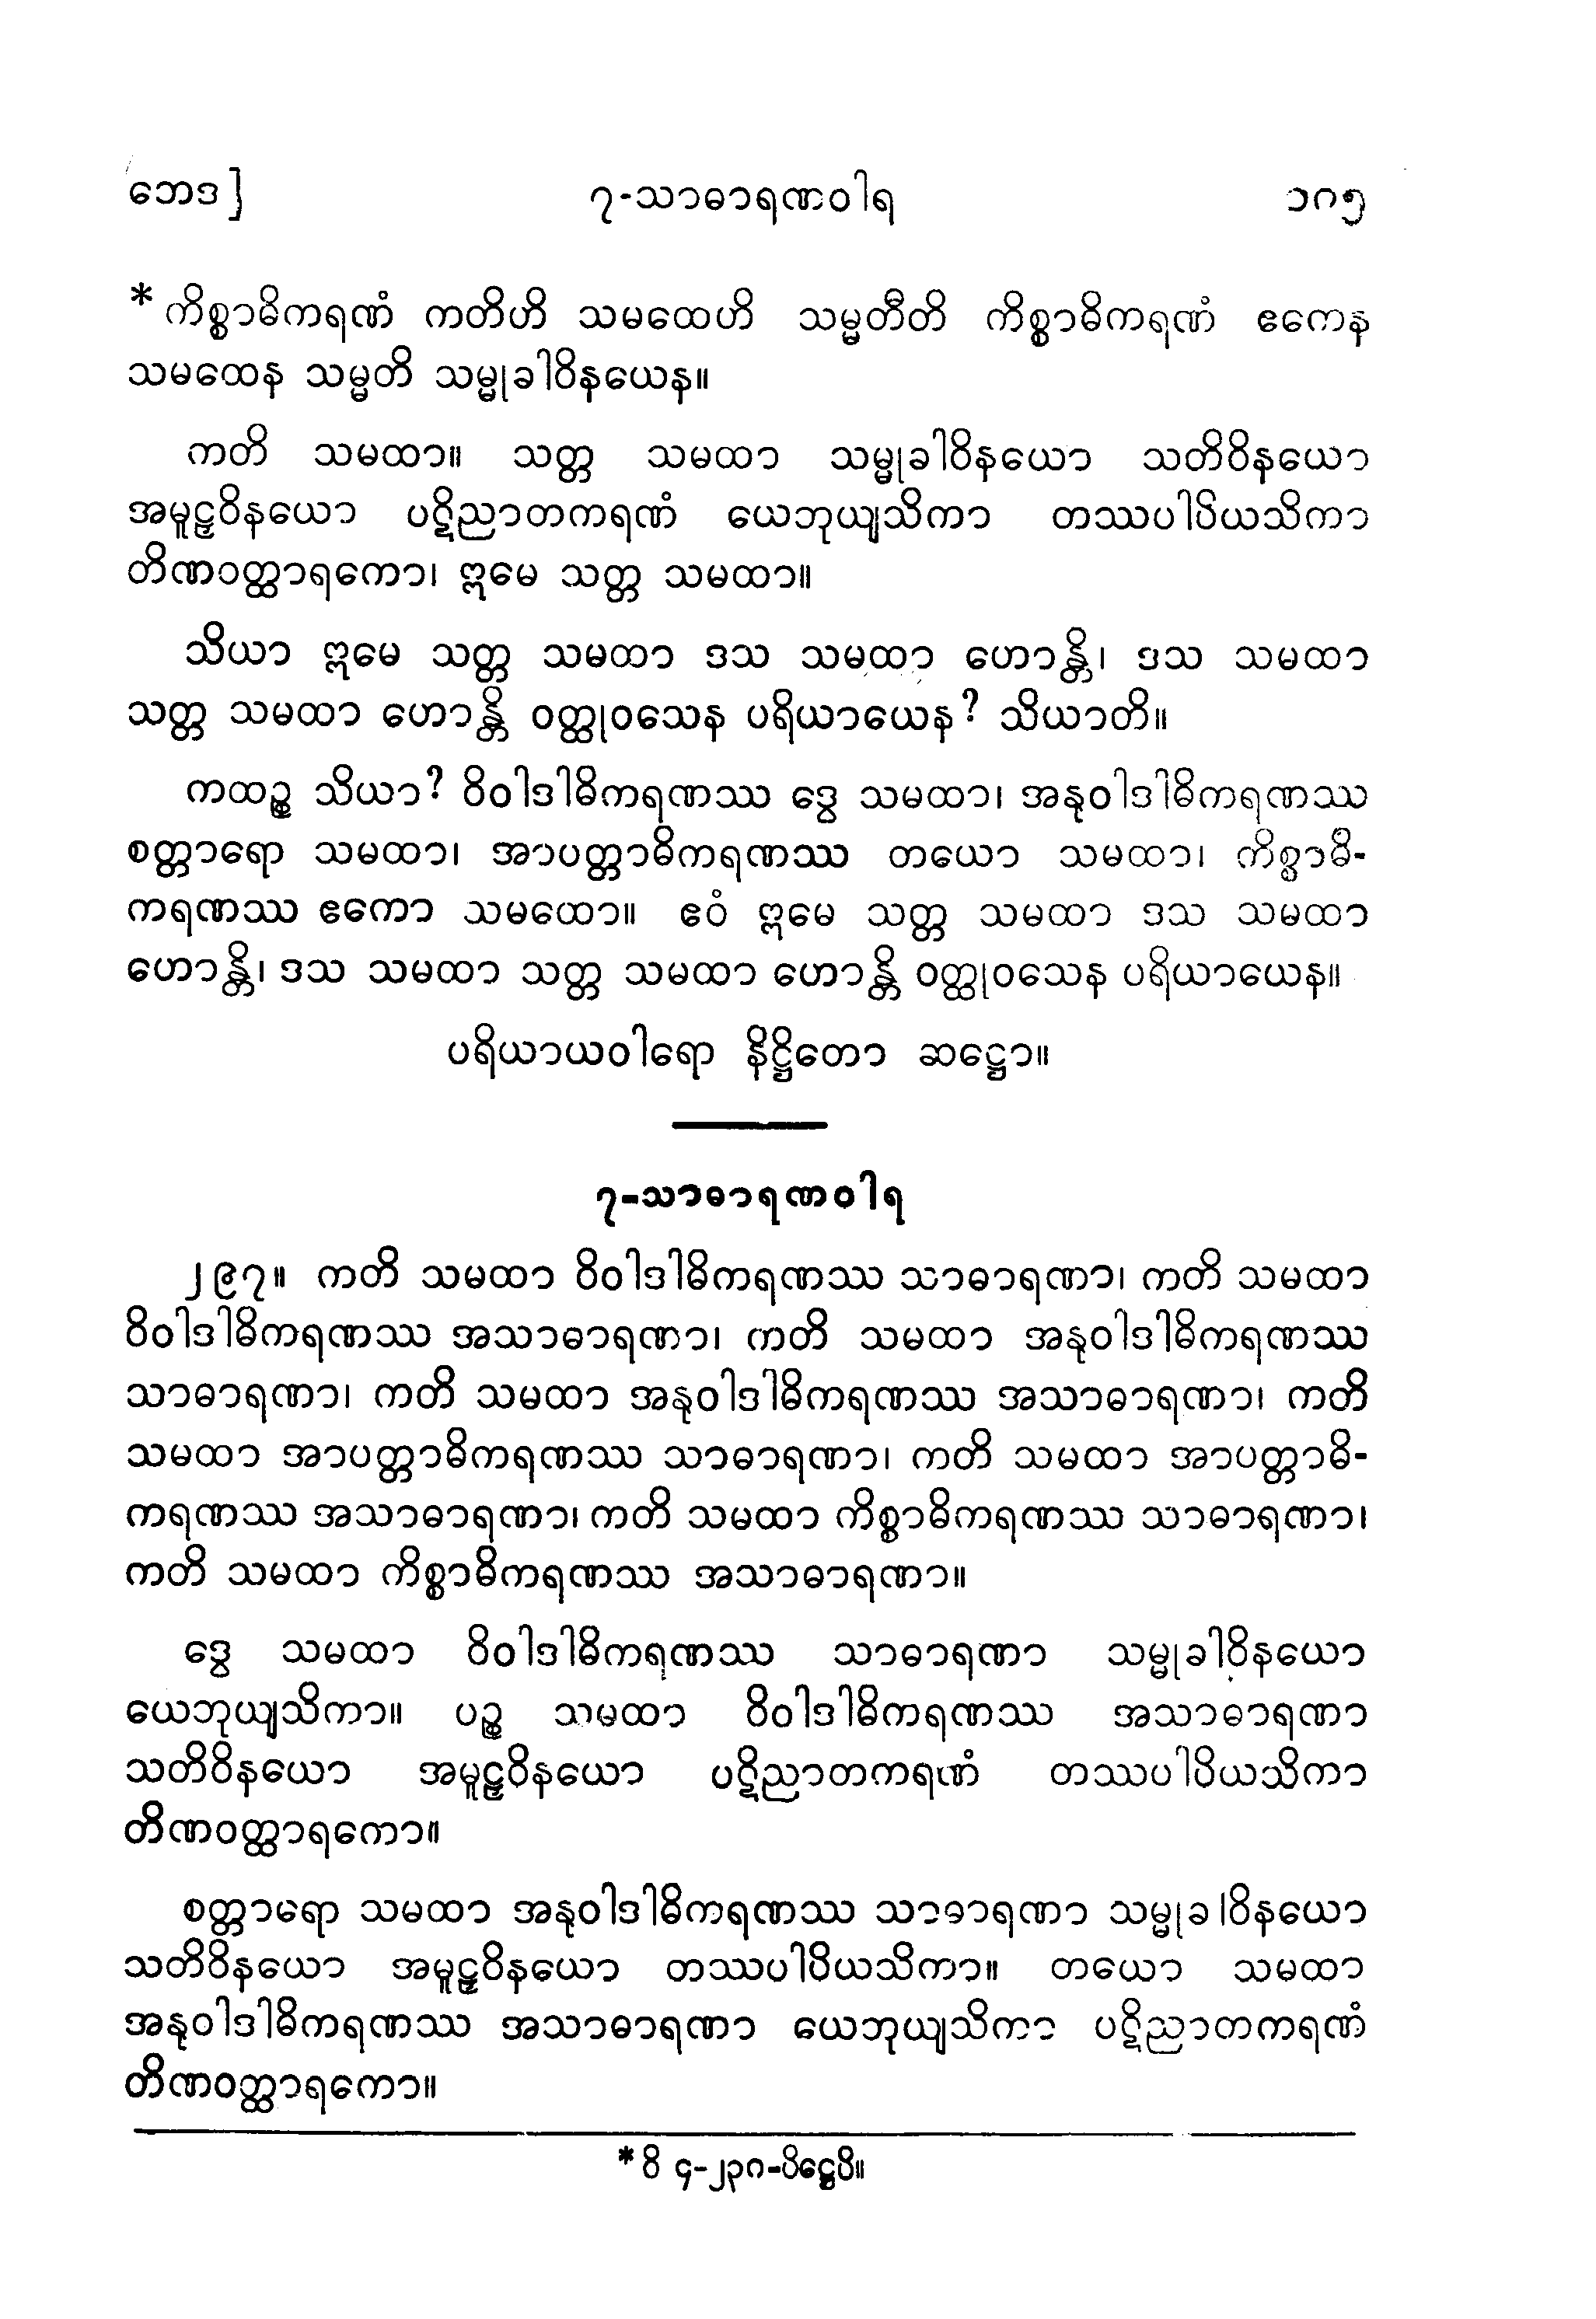 ဘေဒ] ၇-သာဓာရဏဝါရ ၁၈၅
*ကိစ္စာဓိကရဏံ ကတိဟိ သမထေဟိ သမ္မတီတိ ကိစ္စာဓိကရဏံ ဧကေန
သမထေန သမ္မတိ သမ္မုခါဝိနယေန။
ကတိ သမထာ။ သတ္တ သမထာ သမ္မုခါဝိနယော သတိဝိနယော
အမူဠှဝိနယော ပဋိညာတကရဏံ ယေဘုယျသိကာ တဿပါပိယသိကာ
တိဏဝတ္ထာရကော၊ ဣမေ သတ္တ သမထာ။
သိယာ ဣမေ သတ္တ သမထာ ဒသ သမထာ ဟောန္တိ၊ ဒသ သမထာ
သတ္တ သမထာ ဟောန္တိ ဝတ္ထုဝသေန ပရိယာယေန? သိယာတိ။
ကထဉ္စ သိယာ? ဝိဝါဒါဓိကရဏဿ ဒွေ သမထာ၊ အနုဝါဒါဓိကရဏဿ
စတ္တာရော သမထာ၊ အာပတ္တာဓိကရဏဿ တယော သမထာ၊ ကိစ္စာဓိ-
ကရဏဿ ဧကော သမထော။ ဧဝံ ဣမေ သတ္တ သမထာ ဒသ သမထာ
ဟောန္တိ၊ ဒသ သမထာ သတ္တ သမထာ ဟောန္တိ ဝတ္ထုဝသေန ပရိယာယေန။
ပရိယာယဝါရော နိဋ္ဌိတော ဆဋ္ဌော။
၇-သာဓာရဏဝါရ
၂၉၇။ ကတိ သမထာ ဝိဝါဒါဓိကရဏဿ သာဓာရဏာ၊ ကတိ သမထာ
ဝိဝါဒါဓိကရဏဿ အသာဓာရဏာ၊ ကတိ သမထာ အနုဝါဒါဓိကရဏဿ
သာဓာရဏာ၊ ကတိ သမထာ အနုဝါဒါဓိကရဏဿ အသာဓာရဏာ၊ ကတိ
သမထာ အာပတ္တာဓိကရဏဿ သာဓာရဏာ၊ ကတိ သမထာ အာပတ္တာဓိ-
ကရဏဿ အသာဓာရဏာ၊ ကတိ သမထာ ကိစ္စာဓိကရဏဿ သာဓာရဏာ၊
ကတိ သမထာ ကိစ္စာဓိကရဏဿ အသာဓာရဏာ။
ဒွေ သမထာ ဝိဝါဒါဓိကရဏဿ သာဓာရဏာ သမ္မုခါဝိနယော
ယေဘုယျသိကာ။ ပဉ္စ သမထာ ဝိဝါဒါဓိကရဏဿ အသာဓာရဏာ
သတိဝိနယော အမူဠှဝိနယော ပဋိညာတကရဏံ တဿပါပိယသိကာ
တိဏဝတ္ထာရကော။
စတ္တာရော သမထာ အနုဝါဒါဓိကရဏဿ သာဓာရဏာ သမ္မုခါဝိနယော
သတိဝိနယော အမူဠှဝိနယော တဿပါပိယသိကာ။ တယော သမထာ
အနုဝါဒါဓိကရဏဿ အသာဓာရဏာ ယေဘုယျသိကာ ပဋိညာတကရဏံ
တိဏဝတ္ထာရကော။
*ဝိ ၄-၂၃၈-ပိဋ္ဌေပိ။